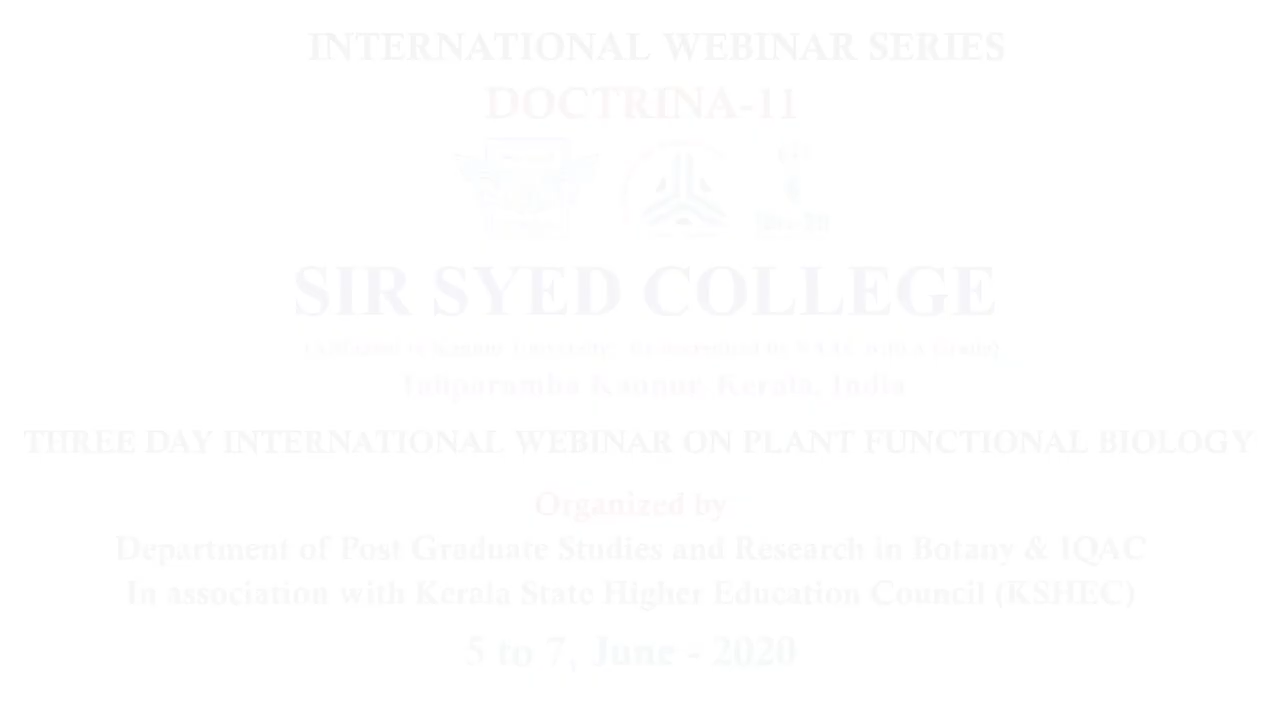 INTERNATIONAL WEBINAR SERIES
DOCTRINA-11
SIR SYED COLLEGE
Taliparamba Kannur Kerala, India
THREE DAY INTERNATIONAL WEBINAR ON PLANT FUNCTIONAL BIOLOGY
Organized by
Department of Post Graduate Studies and Research in Botany & IQAC
In association with Kerala State Higher Education Council (KSHEC)
5 to 7, June - 2020